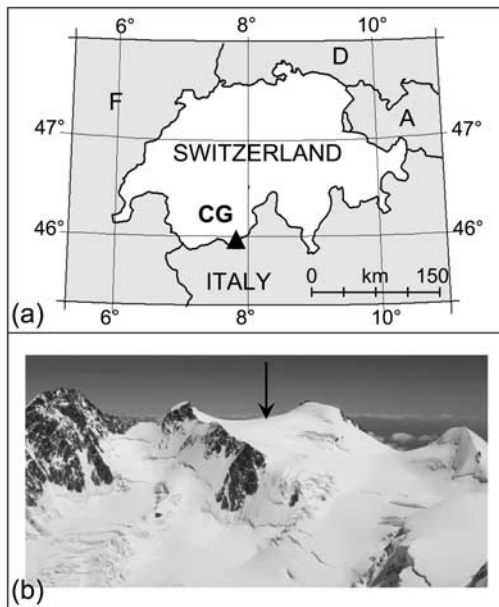 6° 8° 10°
D
F
47° 47°
A
SWITZERLAND
CG
46° 46°
0 km 150
ITALY
(a) 6° 8° 10°
(b)